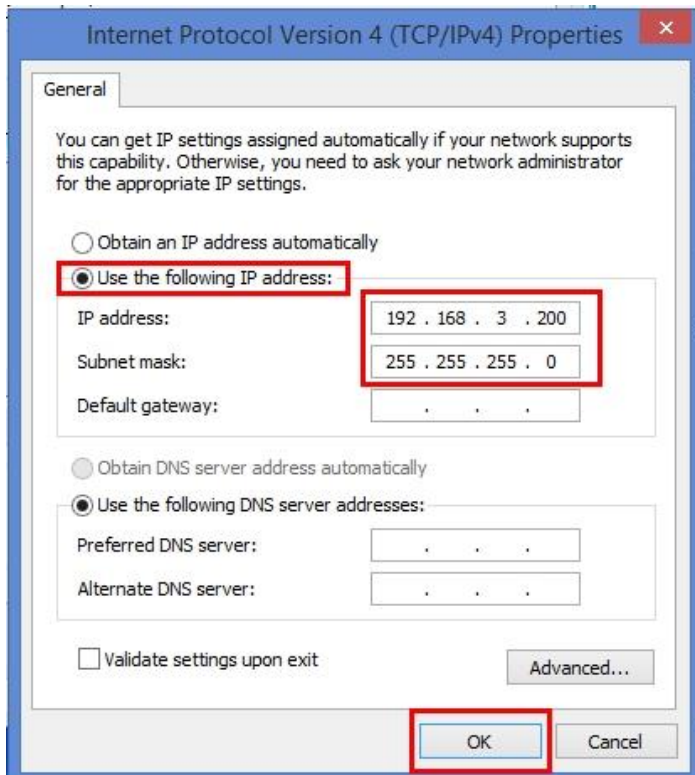 Internet Protocol Version 4 (TCP/IPv4) Properties
General
You can get IP settings assigned automatically if your network supports
this capability. Otherwise, you need to ask your network administrator
for the appropriate IP settings.
Obtain an IP address automatically
Use the following IP address:
IP address: 192 . 168 . 3 . 200
Subnet mask: 255 . 255 . 255 . 0
Default gateway: . . .
Obtain DNS server address automatically
Use the following DNS server addresses:
Preferred DNS server: . . .
Alternate DNS server: . . .
Validate settings upon exit
Advanced...
OK Cancel